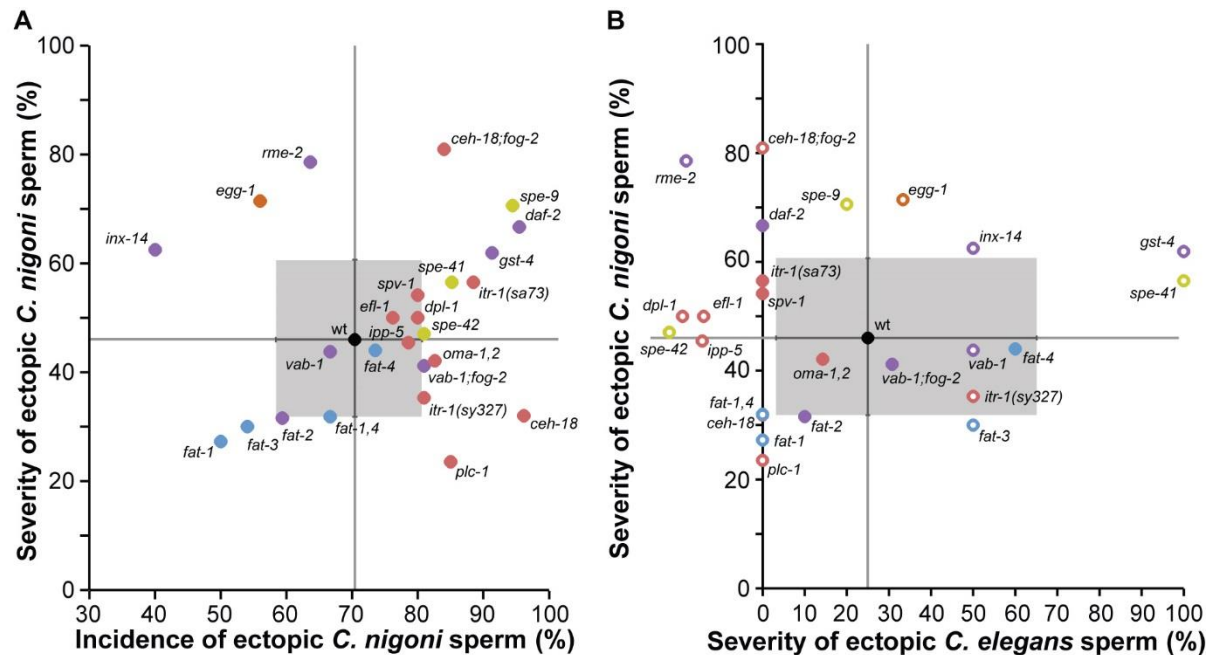 A
Severity of ectopic C. nigoni sperm (%)
100
80
60
40
20
0
30
40
50
60
70
80
90
100
Incidence of ectopic C. nigoni sperm (%)
ceh-18;fog-2
rme-2
egg-1
spe-9
daf-2
inx-14
gst-4
spe-41
spv-1
itr-1(sa73)
efl-1
dpl-1
wt
ipp-5
spe-42
vab-1
fat-4
oma-1,2
vab-1;fog-2
itr-1(sy327)
fat-1
fat-3
fat-2
fat-1,4
ceh-18
plc-1
B
Severity of ectopic C. nigoni sperm (%)
100
80
60
40
20
0
0
10
20
30
40
50
60
70
80
90
100
Severity of ectopic C. elegans sperm (%)
ceh-18;fog-2
rme-2
spe-9
egg-1
daf-2
inx-14
gst-4
itr-1(sa73)
spe-41
dpl-1
efl-1
spv-1
wt
spe-42
ipp-5
oma-1,2
vab-1;fog-2
vab-1
fat-4
itr-1(sy327)
fat-1,4
ceh-18
fat-2
fat-3
fat-1
plc-1